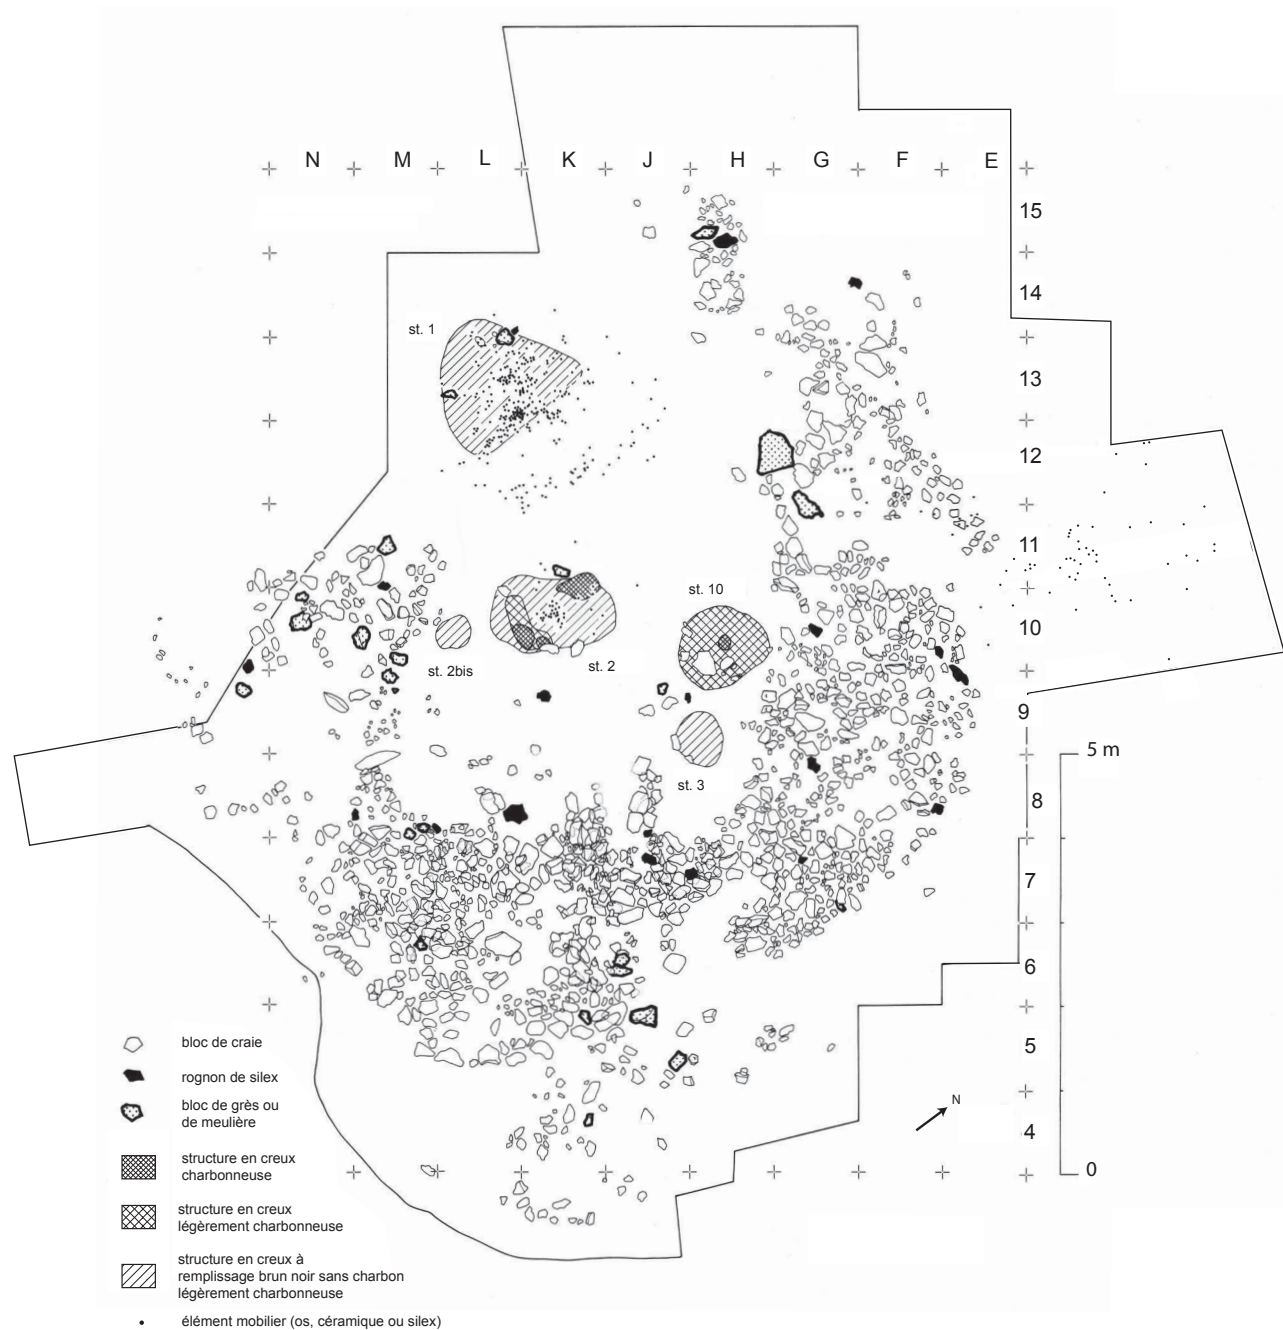 N M L K J H G F E
15
14
st. 1
13
12
11
st. 10
10
st. 2bis
st. 2
9
5 m
st. 3
8
7
6
bloc de craie
5
rognon de silex
bloc de grès ou
de meulière
N
4
structure en creux
charbonneuse
0
structure en creux
légèrement charbonneuse
structure en creux à
remplissage brun noir sans charbon
légèrement charbonneuse
élément mobilier (os, céramique ou silex)